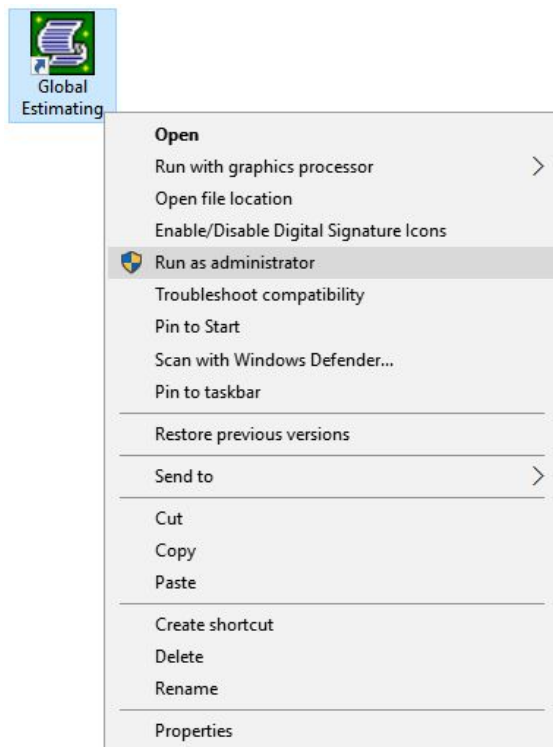 Global
Estimating
Open
Run with graphics processor
Open file location
Enable/Disable Digital Signature Icons
Run as administrator
Troubleshoot compatibility
Pin to Start
Scan with Windows Defender...
Pin to taskbar
Restore previous versions
Send to
Cut
Copy
Paste
Create shortcut
Delete
Rename
Properties